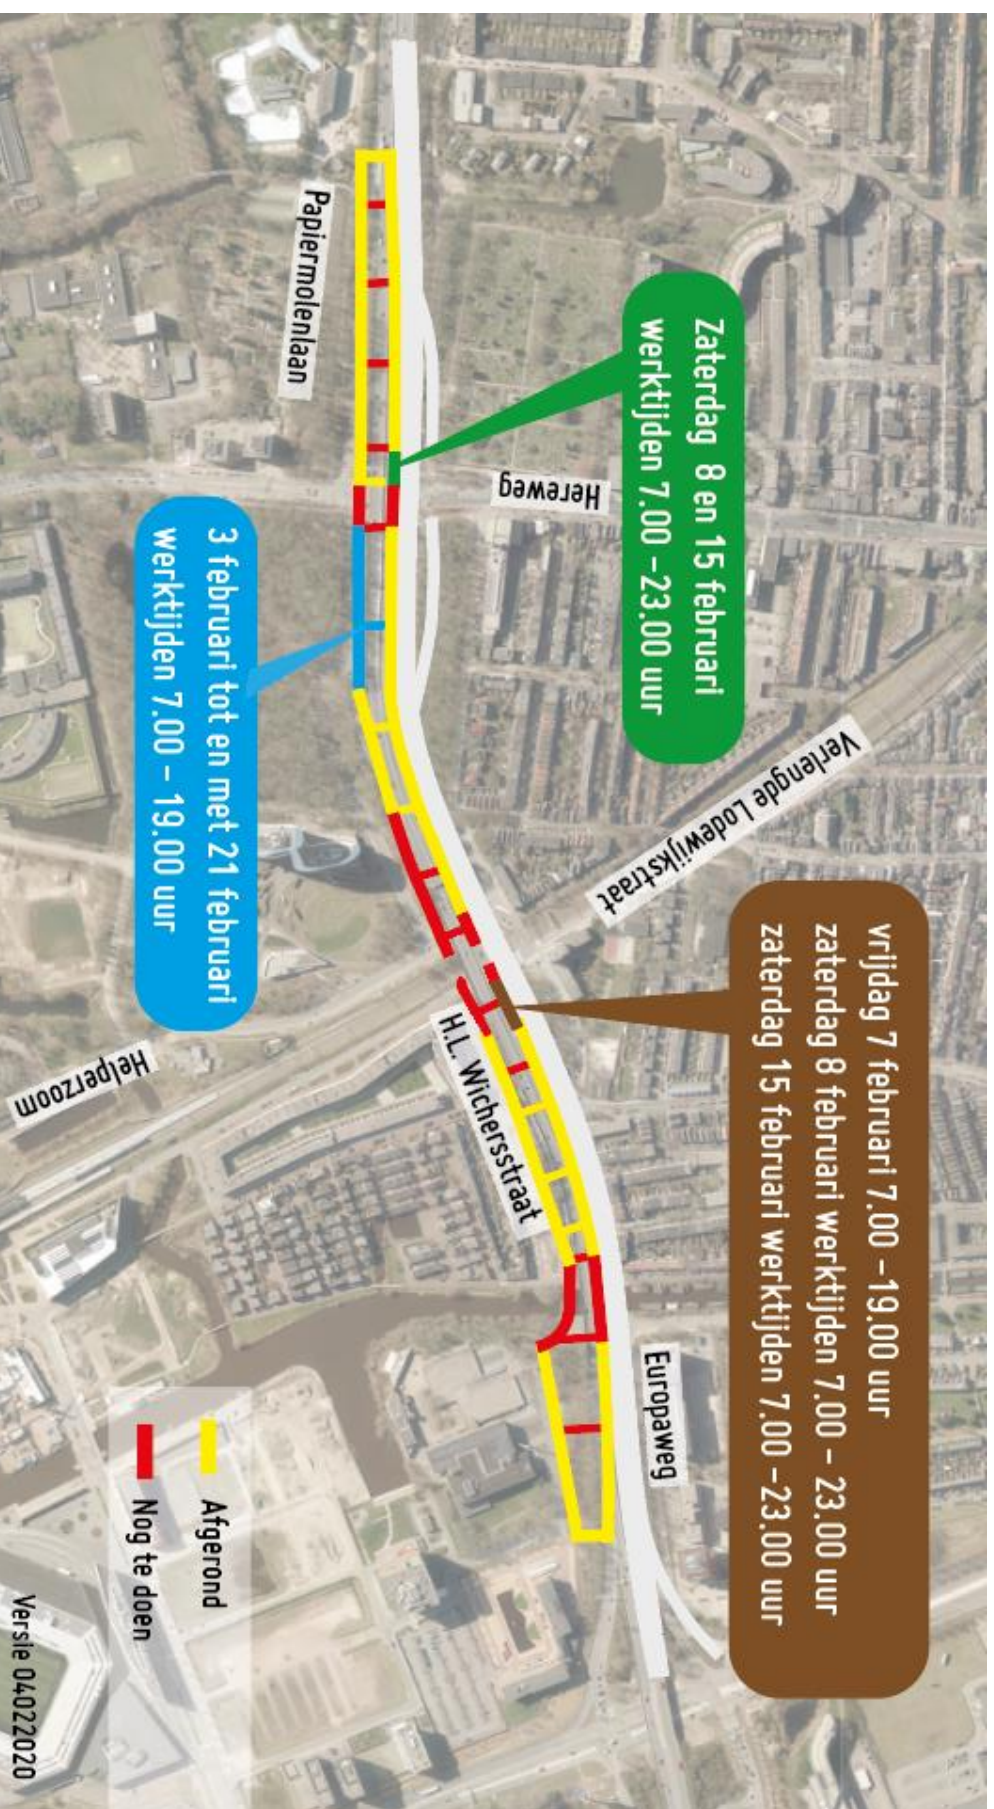 Zaterdag 8 en 15 februari
werktijden 7.00 -23.00 uur
vrijdag 7 februari 7.00 -19.00 uur
zaterdag 8 februari werktijden 7.00 - 23.00 uur
zaterdag 15 februari werktijden 7.00 -23.00 uur
Hereweg
Verlengde Lodewijkstraat
Europaweg
Papiermolenlaan
H.L. Wichersstraat
3 februari tot en met 21 februari
werktijden 7.00 - 19.00 uur
Helperzoom
Afgerond
Nog te doen
Versie 04022020